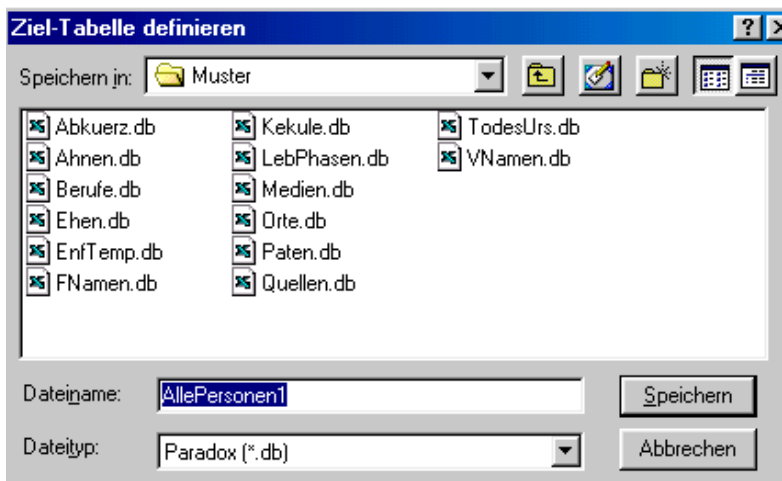 Ziel-Tabelle definieren
Speichern in: Muster
Abkuerz.db Kekule.db TodesUrs.db
Ahnen.db LebPhasen.db VNamen.db
Berufe.db Medien.db
Ehen.db Orte.db
EnfTemp.db Paten.db
FNamen.db Quellen.db
Dateiname: AllePersonen1 Speichern
Dateityp: Paradox (*.db) Abbrechen